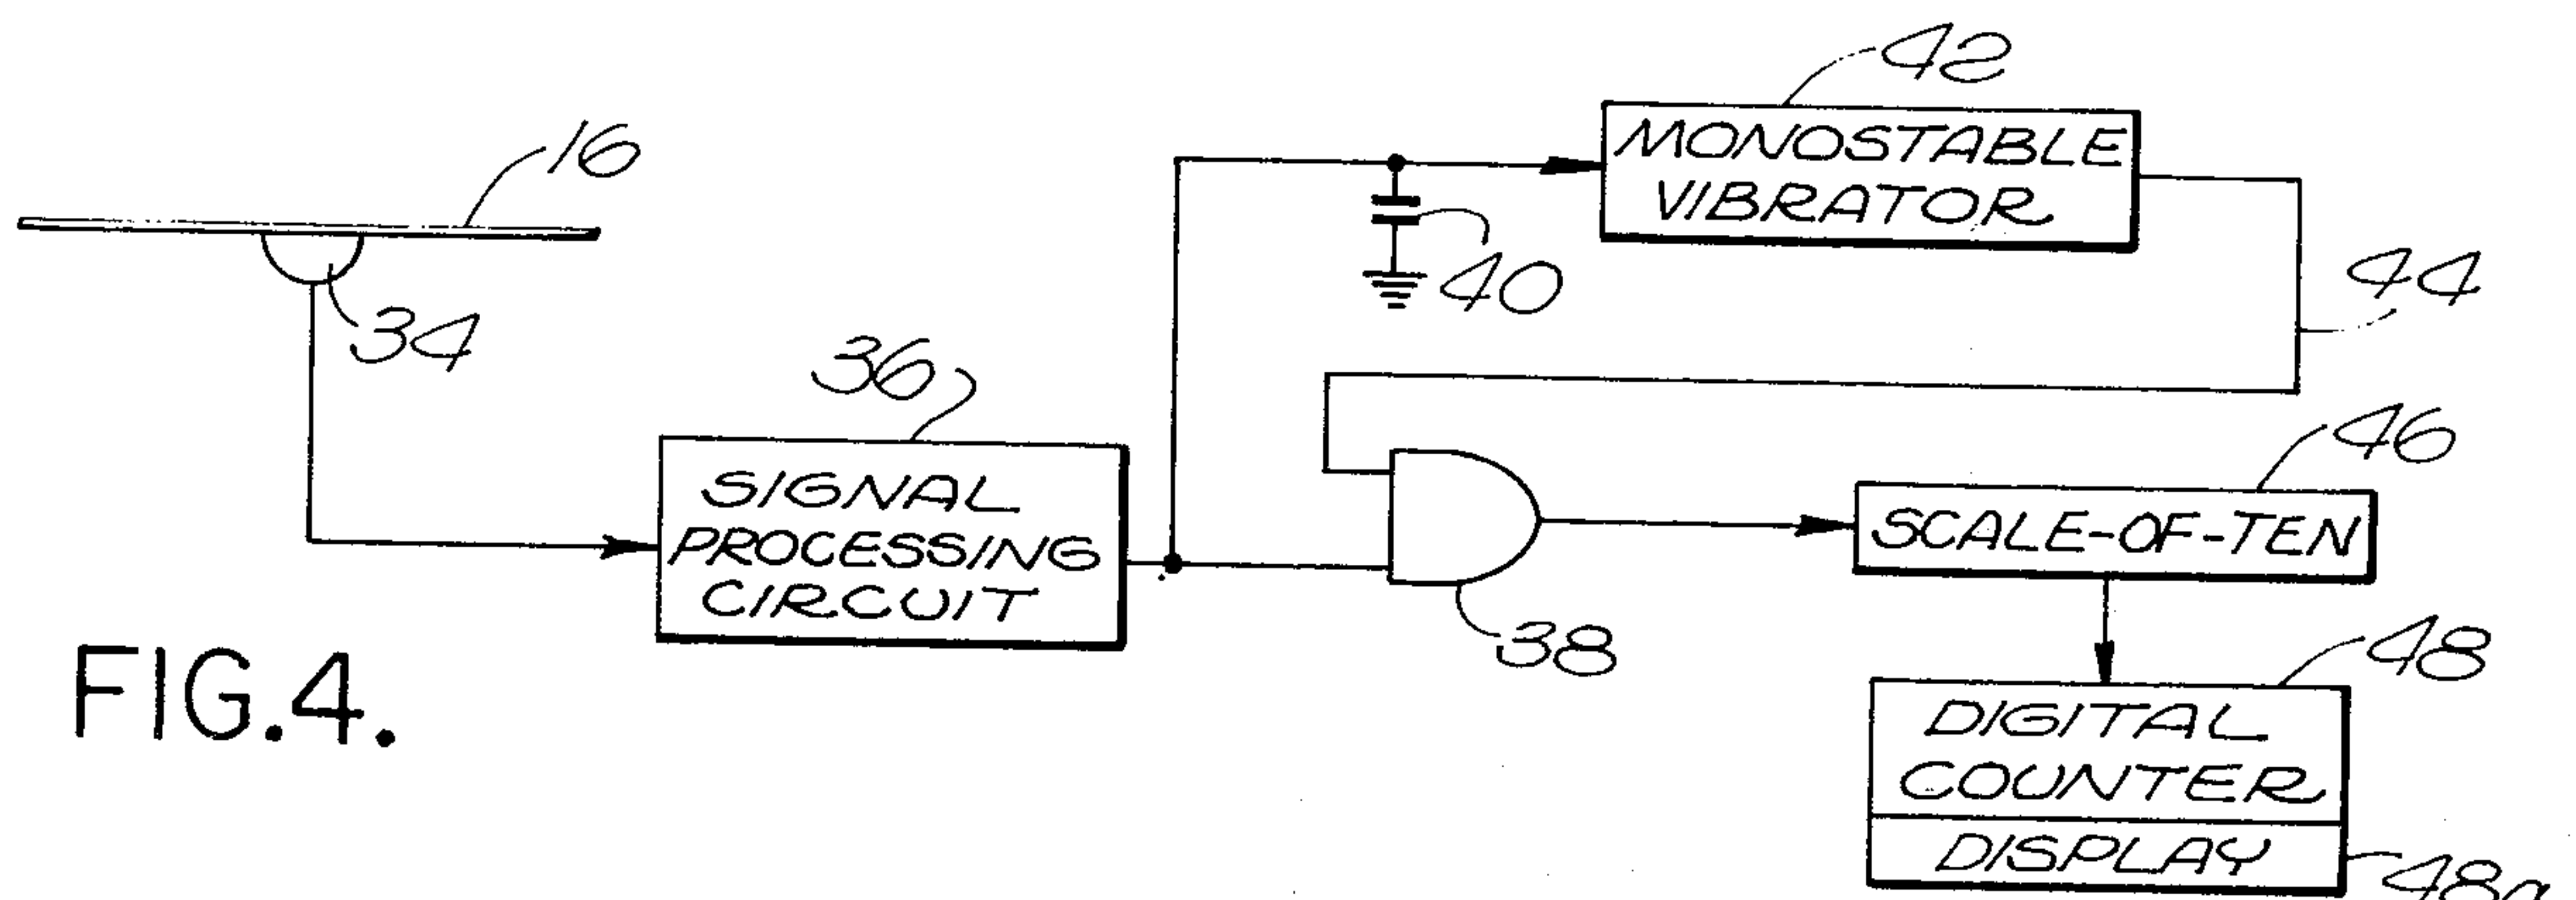 42
MONOSTABLE
VIBRATOR
16
40
44
34
36
SIGNAL
PROCESSING
CIRCUIT
46
SCALE-OF-TEN
38
48
DIGITAL
COUNTER
DISPLAY
48a
FIG.4.